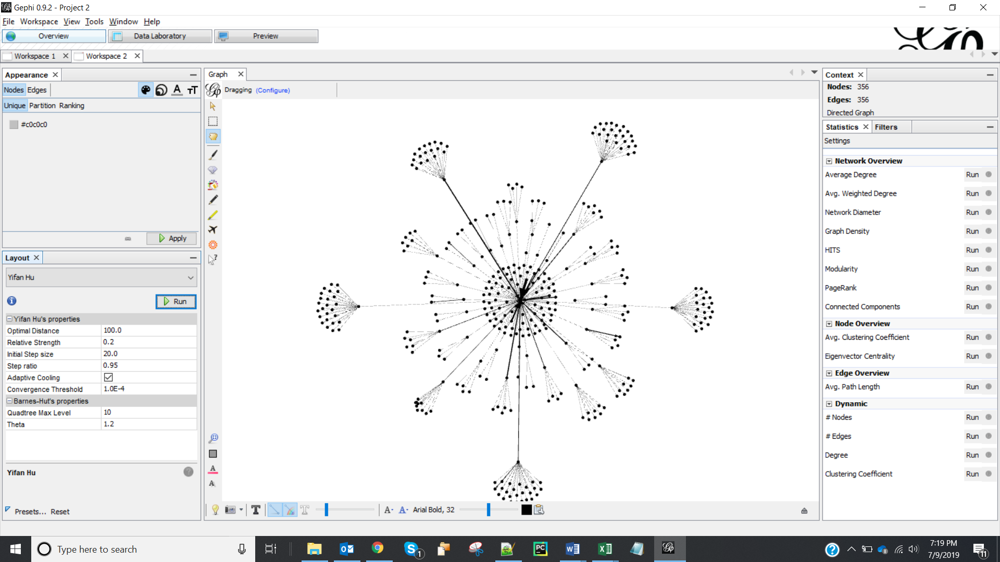 Gephi 0.9.2 - Project 2
File Workspace View Tools Window Help
Overview Data Laboratory Preview
Workspace 1 Workspace 2
Appearance
Nodes Edges
Unique Partition Ranking
#c0c0c0
Apply
Layout
Yifan Hu
Run
Yifan Hu's properties
Optimal Distance 100.0
Relative Strength 0.2
Initial Step size 20.0
Step ratio 0.95
Adaptive Cooling
Convergence Threshold 1.0E-4
Barnes-Hut's properties
Quadtree Max Level 10
Theta 1.2
Yifan Hu
Presets... Reset
Graph
Dragging (Configure)
Arial Bold, 32
Context
Nodes: 356
Edges: 356
Directed Graph
Statistics Filters
Settings
Network Overview
Average Degree Run
Avg. Weighted Degree Run
Network Diameter Run
Graph Density Run
HITS Run
Modularity Run
PageRank Run
Connected Components Run
Node Overview
Avg. Clustering Coefficient Run
Eigenvector Centrality Run
Edge Overview
Avg. Path Length Run
Dynamic
# Nodes Run
# Edges Run
Degree Run
Clustering Coefficient Run
Type here to search
1
7:19 PM
7/9/2019
11